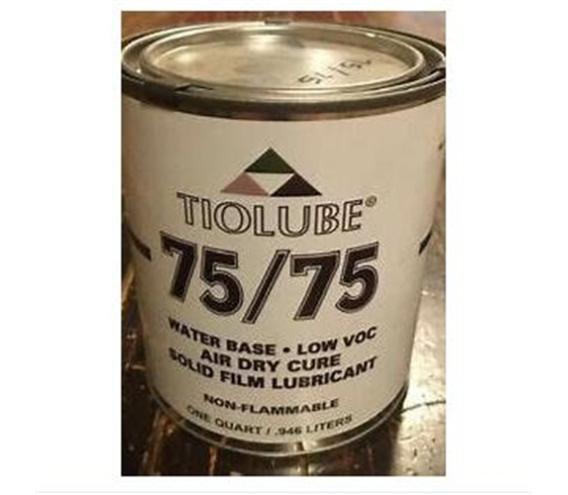 TIOLUBE®
75/75
WATER BASE • LOW VOC
AIR DRY CURE
SOLID FILM LUBRICANT
NON-FLAMMABLE
ONE QUART / .946 LITERS